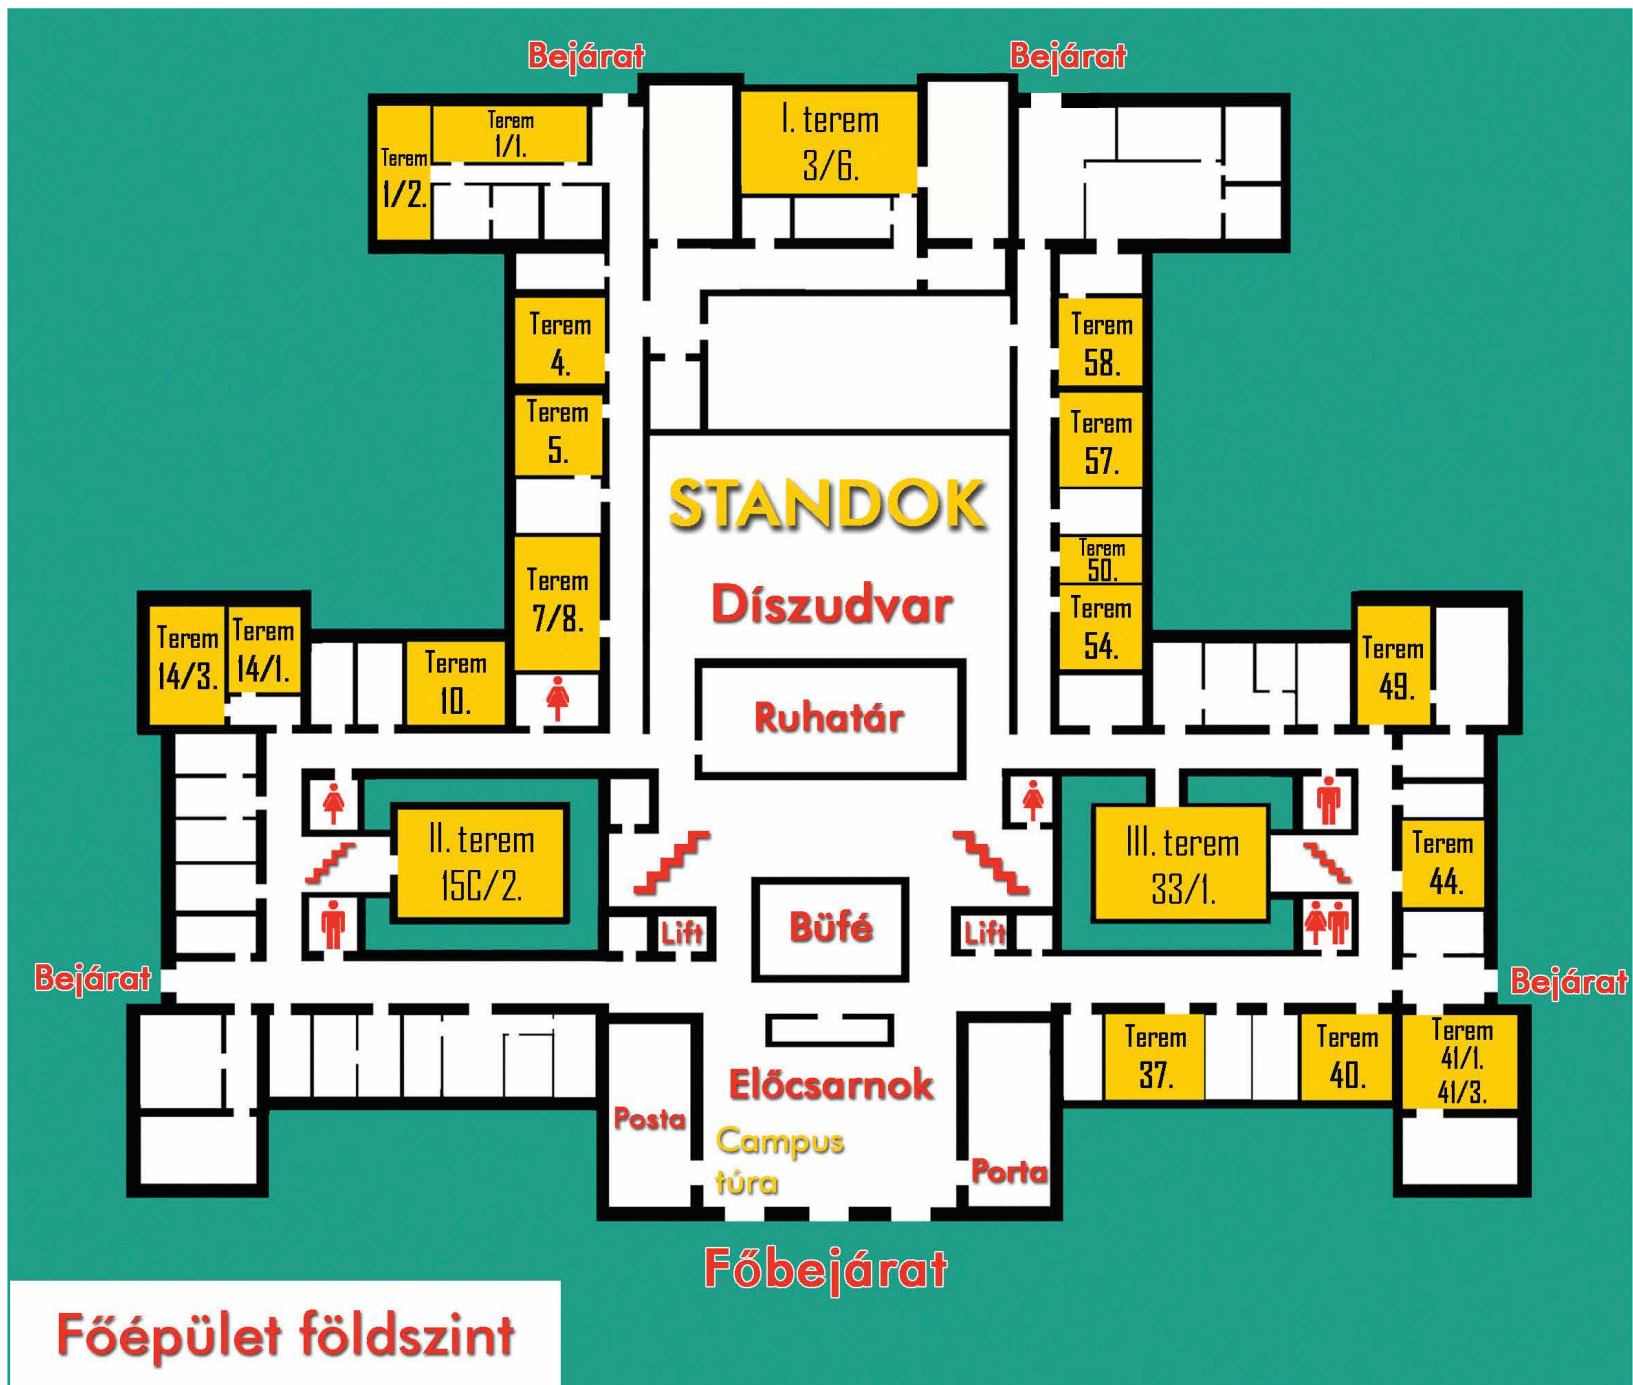 Bejárat
Bejárat
Terem
1/1.
Terem
1/2.
I. terem
3/6.
Terem
4.
Terem
58.
Terem
5.
Terem
57.
STANDOK
Terem
50.
Díszudvar
Terem
7/8.
Terem
54.
Terem
14/3.
Terem
14/1.
Terem
10.
Terem
49.
Ruhatár
II. terem
15C/2.
III. terem
33/1.
Terem
44.
Lift
Büfé
Lift
Bejárat
Bejárat
Terem
37.
Terem
40.
Terem
41/1.
41/3.
Előcsarnok
Posta
Campus
túra
Porta
Főbejárat
Főépület földszint